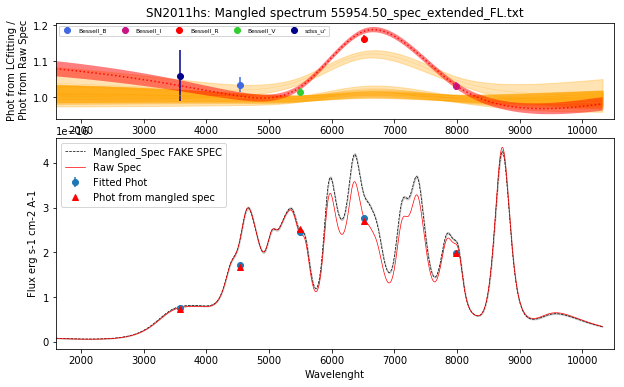 SN2011hs: Mangled spectrum 55954.50_spec_extended_FL.txt
Phot from LCfitting /
Phot from Raw Spec
1.2
1.1
1.0
Bessell_B
Bessell_I
Bessell_R
Bessell_V
sdss_u'
2000 3000 4000 5000 6000 7000 8000 9000 10000
Flux erg s-1 cm-2 A-1
4
3
2
1
0
Mangled_Spec FAKE SPEC
Raw Spec
Fitted Phot
Phot from mangled spec
2000 3000 4000 5000 6000 7000 8000 9000 10000
Wavelenght